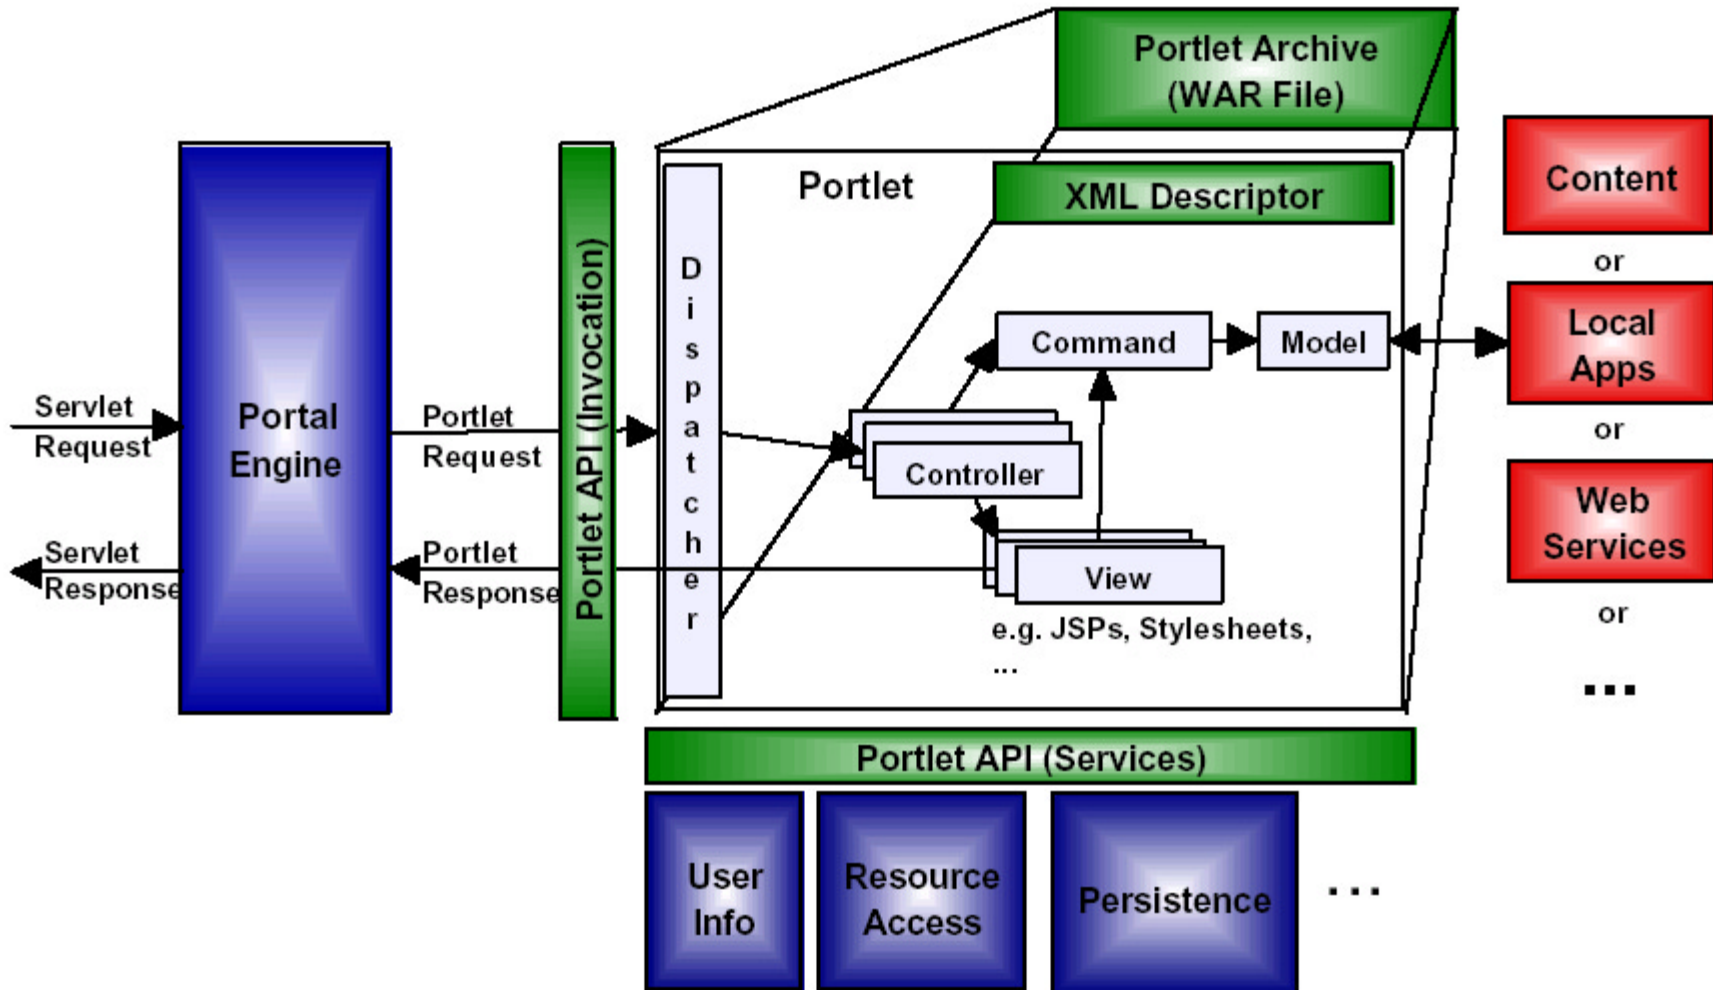 Portlet Archive
(WAR File)
Portlet
XML Descriptor
Content
or
Local
Apps
or
Web
Services
or
...
Servlet
Request
Servlet
Response
Portal
Engine
Portlet
Request
Portlet
Response
Portlet API (Invocation)
Dispatcher
Command
Model
Controller
View
e.g. JSPs, Stylesheets,
...
Portlet API (Services)
User
Info
Resource
Access
Persistence
...